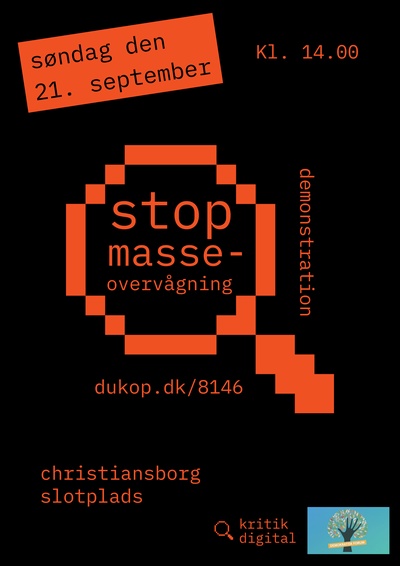 søndag den
21. september
Kl. 14.00
stop
masse-
overvågning
demonstration
dukop.dk/8146
christiansborg
slotplads
kritik
digital